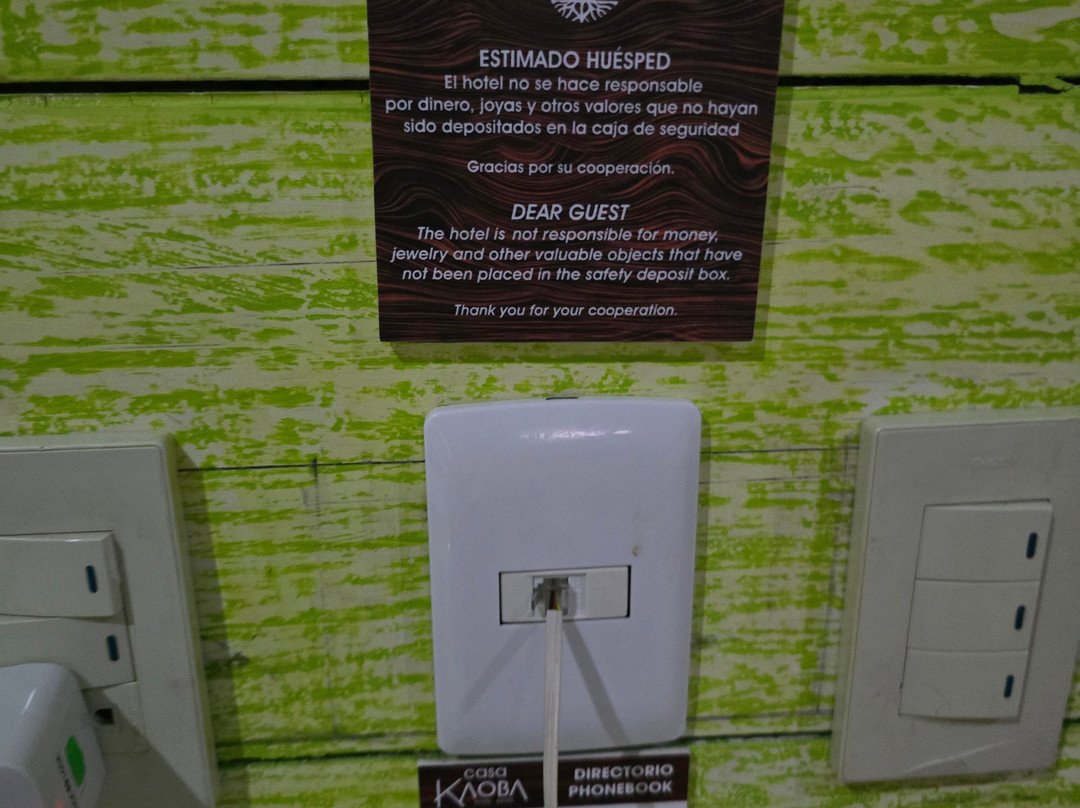 ESTIMADO HUÉSPED
El hotel no se hace responsable
por dinero, joyas y otros valores que no hayan
sido depositados en la caja de seguridad
Gracias por su cooperación.
DEAR GUEST
The hotel is not responsible for money,
jewelry and other valuable objects that have
not been placed in the safety deposit box.
Thank you for your cooperation.
casa
KAOBA
DIRECTORIO
PHONEBOOK